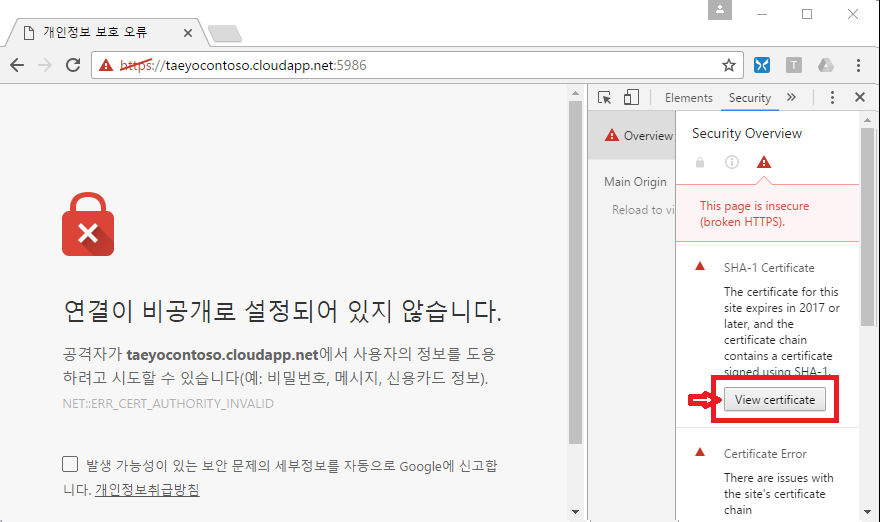 개인정보 보호 오류
https://taeyocontoso.cloudapp.net:5986
T
Elements
Security
»
Overview
Main Origin
Reload to vi
Security Overview
This page is insecure
(broken HTTPS).
SHA-1 Certificate
The certificate for this
site expires in 2017 or
later, and the
certificate chain
contains a certificate
signed using SHA-1.
View certificate
Certificate Error
There are issues with
the site's certificate
chain
연결이 비공개로 설정되어 있지 않습니다.
공격자가 taeyocontoso.cloudapp.net에서 사용자의 정보를 도용
하려고 시도할 수 있습니다(예: 비밀번호, 메시지, 신용카드 정보).
NET::ERR_CERT_AUTHORITY_INVALID
발생 가능성이 있는 보안 문제의 세부정보를 자동으로 Google에 신고합
니다. 개인정보취급방침